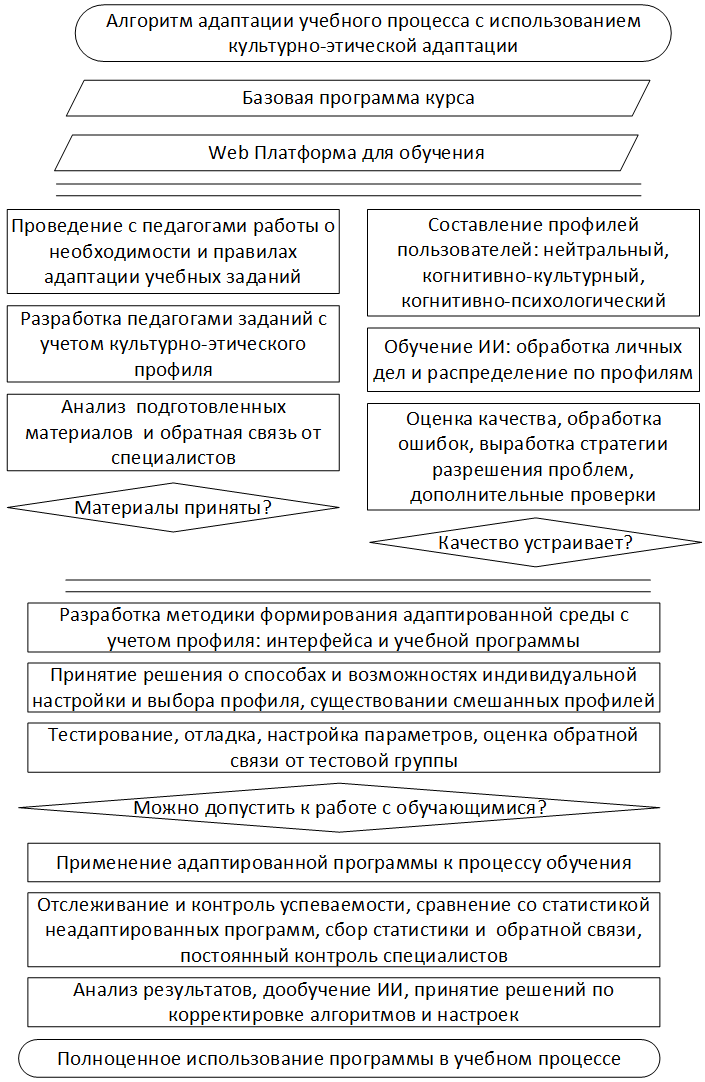 Алгоритм адаптации учебного процесса с использованием
культурно-этической адаптации
Базовая программа курса
Web Платформа для обучения
Проведение с педагогами работы о
необходимости и правилах
адаптации учебных заданий
Разработка педагогами заданий с
учетом культурно-этического
профиля
Анализ подготовленных
материалов и обратная связь от
специалистов
Материалы приняты?
Составление профилей
пользователей: нейтральный,
когнитивно-культурный,
когнитивно-психологический
Обучение ИИ: обработка личных
дел и распределение по профилям
Оценка качества, обработка
ошибок, выработка стратегии
разрешения проблем,
дополнительные проверки
Качество устраивает?
Разработка методики формирования адаптированной среды с
учетом профиля: интерфейса и учебной программы
Принятие решения о способах и возможностях индивидуальной
настройки и выбора профиля, существовании смешанных профилей
Тестирование, отладка, настройка параметров, оценка обратной
связи от тестовой группы
Можно допустить к работе с обучающимися?
Применение адаптированной программы к процессу обучения
Отслеживание и контроль успеваемости, сравнение со статистикой
неадаптированных программ, сбор статистики и обратной связи,
постоянный контроль специалистов
Анализ результатов, дообучение ИИ, принятие решений по
корректировке алгоритмов и настроек
Полноценное использование программы в учебном процессе